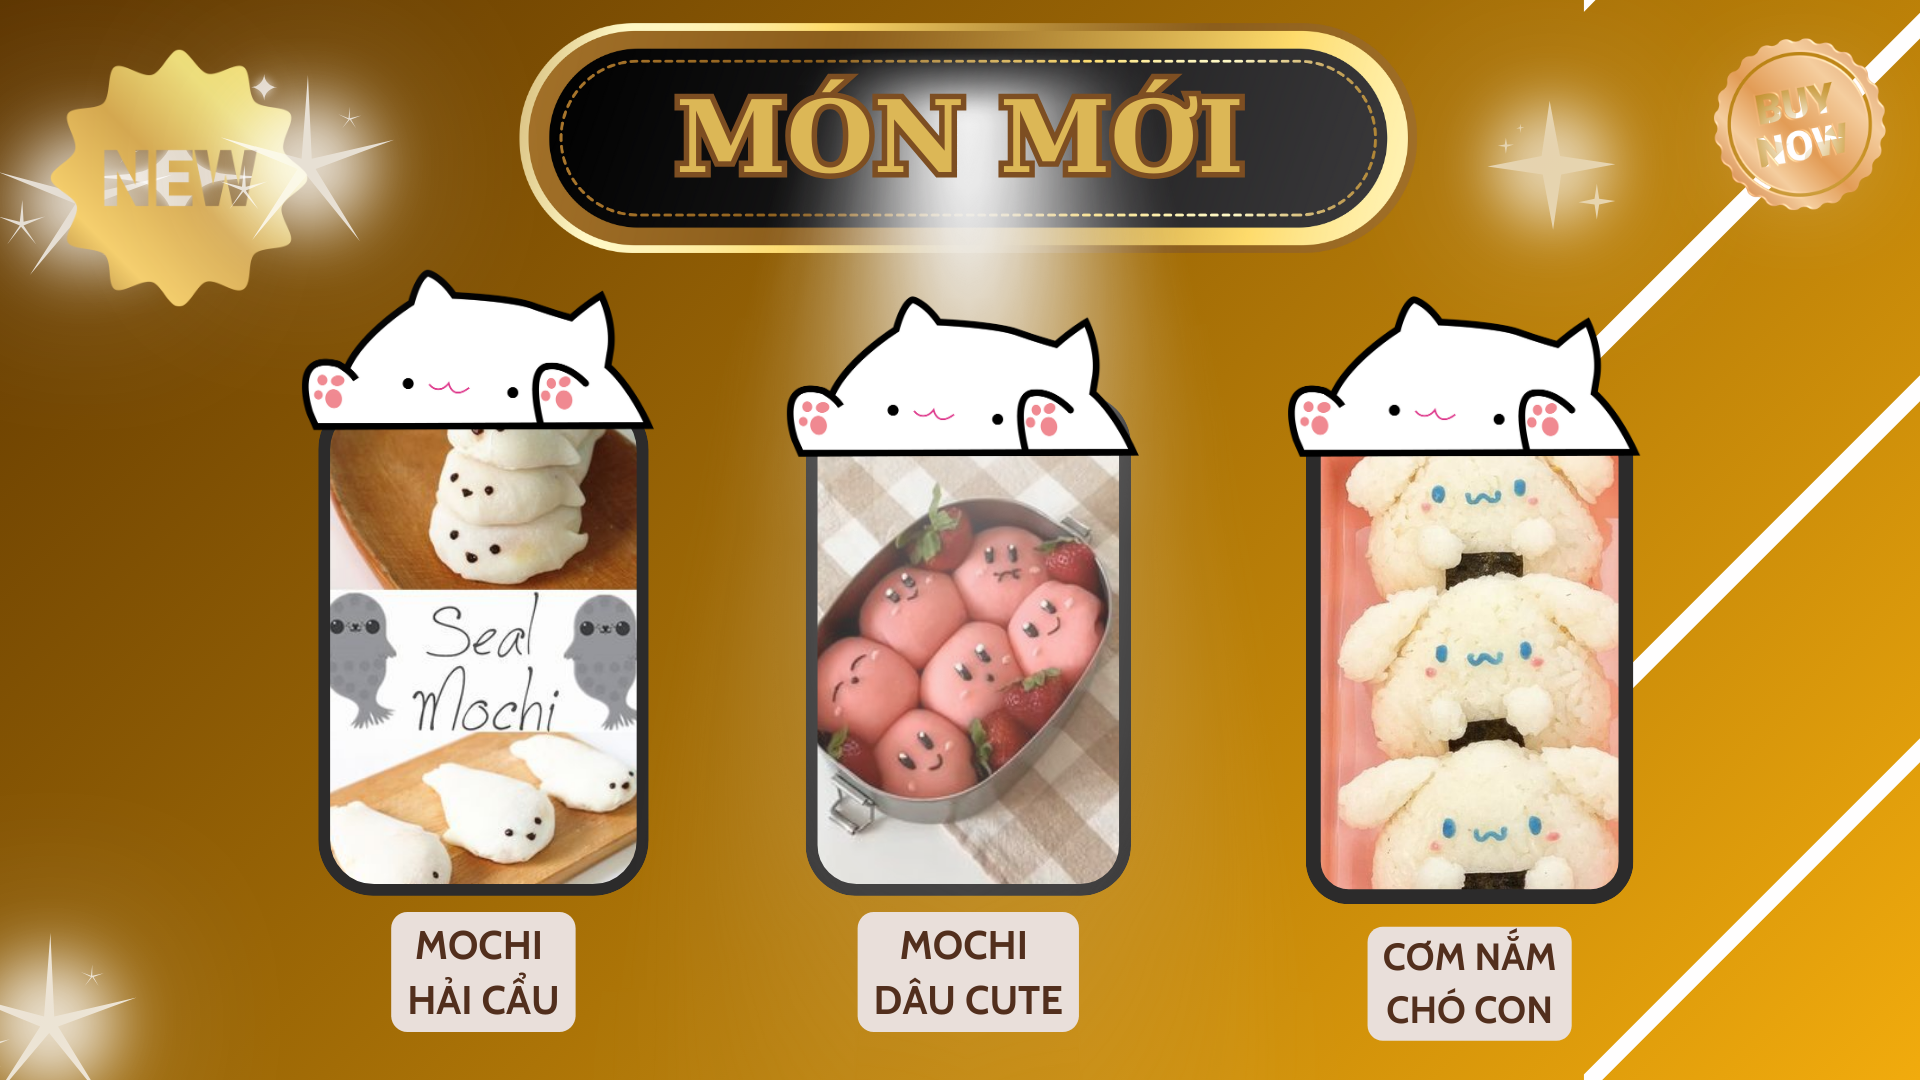 NEW
MÓN MỚI
BUY
NOW
Seal
Mochi
MOCHI
HẢI CẨU
MOCHI
DÂU CUTE
CƠM NẮM
CHÓ CON